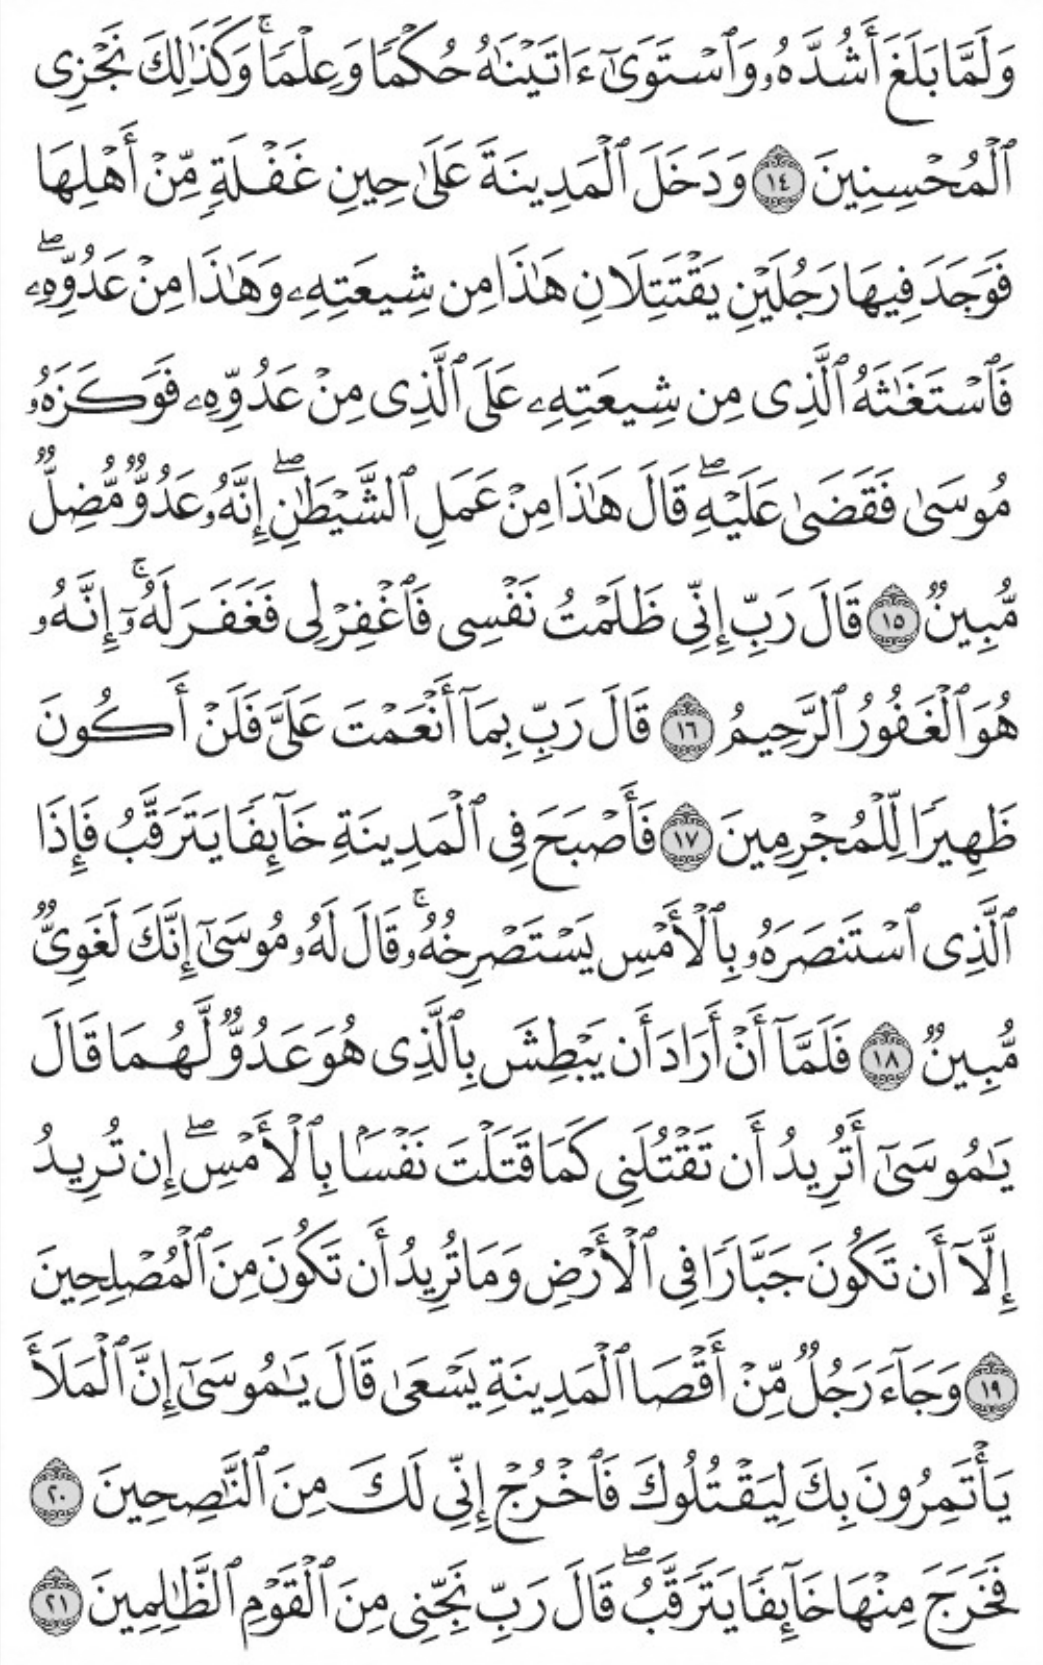 وَلَمَّا بَلَغَ أَشُدَّهُۥ وَٱسْتَوَىٰٓ ءَاتَيْنَٰهُ حُكْمًا وَعِلْمًا ۚ وَكَذَٰلِكَ نَجْزِى
ٱلْمُحْسِنِينَ ١٤ وَدَخَلَ ٱلْمَدِينَةَ عَلَىٰ حِينِ غَفْلَةٍ مِّنْ أَهْلِهَا
فَوَجَدَ فِيهَا رَجُلَيْنِ يَقْتَتِلَانِ هَٰذَا مِن شِيعَتِهِۦ وَهَٰذَا مِنْ عَدُوِّهِۦ ۖ
فَٱسْتَغَٰثَهُ ٱلَّذِى مِن شِيعَتِهِۦ عَلَى ٱلَّذِى مِنْ عَدُوِّهِۦ فَوَكَزَهُۥ
مُوسَىٰ فَقَضَىٰ عَلَيْهِ ۖ قَالَ هَٰذَا مِنْ عَمَلِ ٱلشَّيْطَٰنِ ۖ إِنَّهُۥ عَدُوٌّ مُّضِلٌّ
مُّبِينٌ ١٥ قَالَ رَبِّ إِنِّى ظَلَمْتُ نَفْسِى فَٱغْفِرْ لِى فَغَفَرَ لَهُۥٓ ۚ إِنَّهُۥ
هُوَ ٱلْغَفُورُ ٱلرَّحِيمُ ١٦ قَالَ رَبِّ بِمَآ أَنْعَمْتَ عَلَىَّ فَلَنْ أَكُونَ
ظَهِيرًا لِّلْمُجْرِمِينَ ١٧ فَأَصْبَحَ فِى ٱلْمَدِينَةِ خَآئِفًا يَتَرَقَّبُ فَإِذَا
ٱلَّذِى ٱسْتَنصَرَهُۥ بِٱلْأَمْسِ يَسْتَصْرِخُهُۥ ۚ قَالَ لَهُۥ مُوسَىٰٓ إِنَّكَ لَغَوِىٌّ
مُّبِينٌ ١٨ فَلَمَّآ أَنْ أَرَادَ أَن يَبْطِشَ بِٱلَّذِى هُوَ عَدُوٌّ لَّهُمَا قَالَ
يَٰمُوسَىٰٓ أَتُرِيدُ أَن تَقْتُلَنِى كَمَا قَتَلْتَ نَفْسًۢا بِٱلْأَمْسِ ۖ إِن تُرِيدُ
إِلَّآ أَن تَكُونَ جَبَّارًا فِى ٱلْأَرْضِ وَمَا تُرِيدُ أَن تَكُونَ مِنَ ٱلْمُصْلِحِينَ
١٩ وَجَآءَ رَجُلٌ مِّنْ أَقْصَا ٱلْمَدِينَةِ يَسْعَىٰ قَالَ يَٰمُوسَىٰٓ إِنَّ ٱلْمَلَأَ
يَأْتَمِرُونَ بِكَ لِيَقْتُلُوكَ فَٱخْرُجْ إِنِّى لَكَ مِنَ ٱلنَّٰصِحِينَ ٢٠
فَخَرَجَ مِنْهَا خَآئِفًا يَتَرَقَّبُ ۖ قَالَ رَبِّ نَجِّنِى مِنَ ٱلْقَوْمِ ٱلظَّٰلِمِينَ ٢١